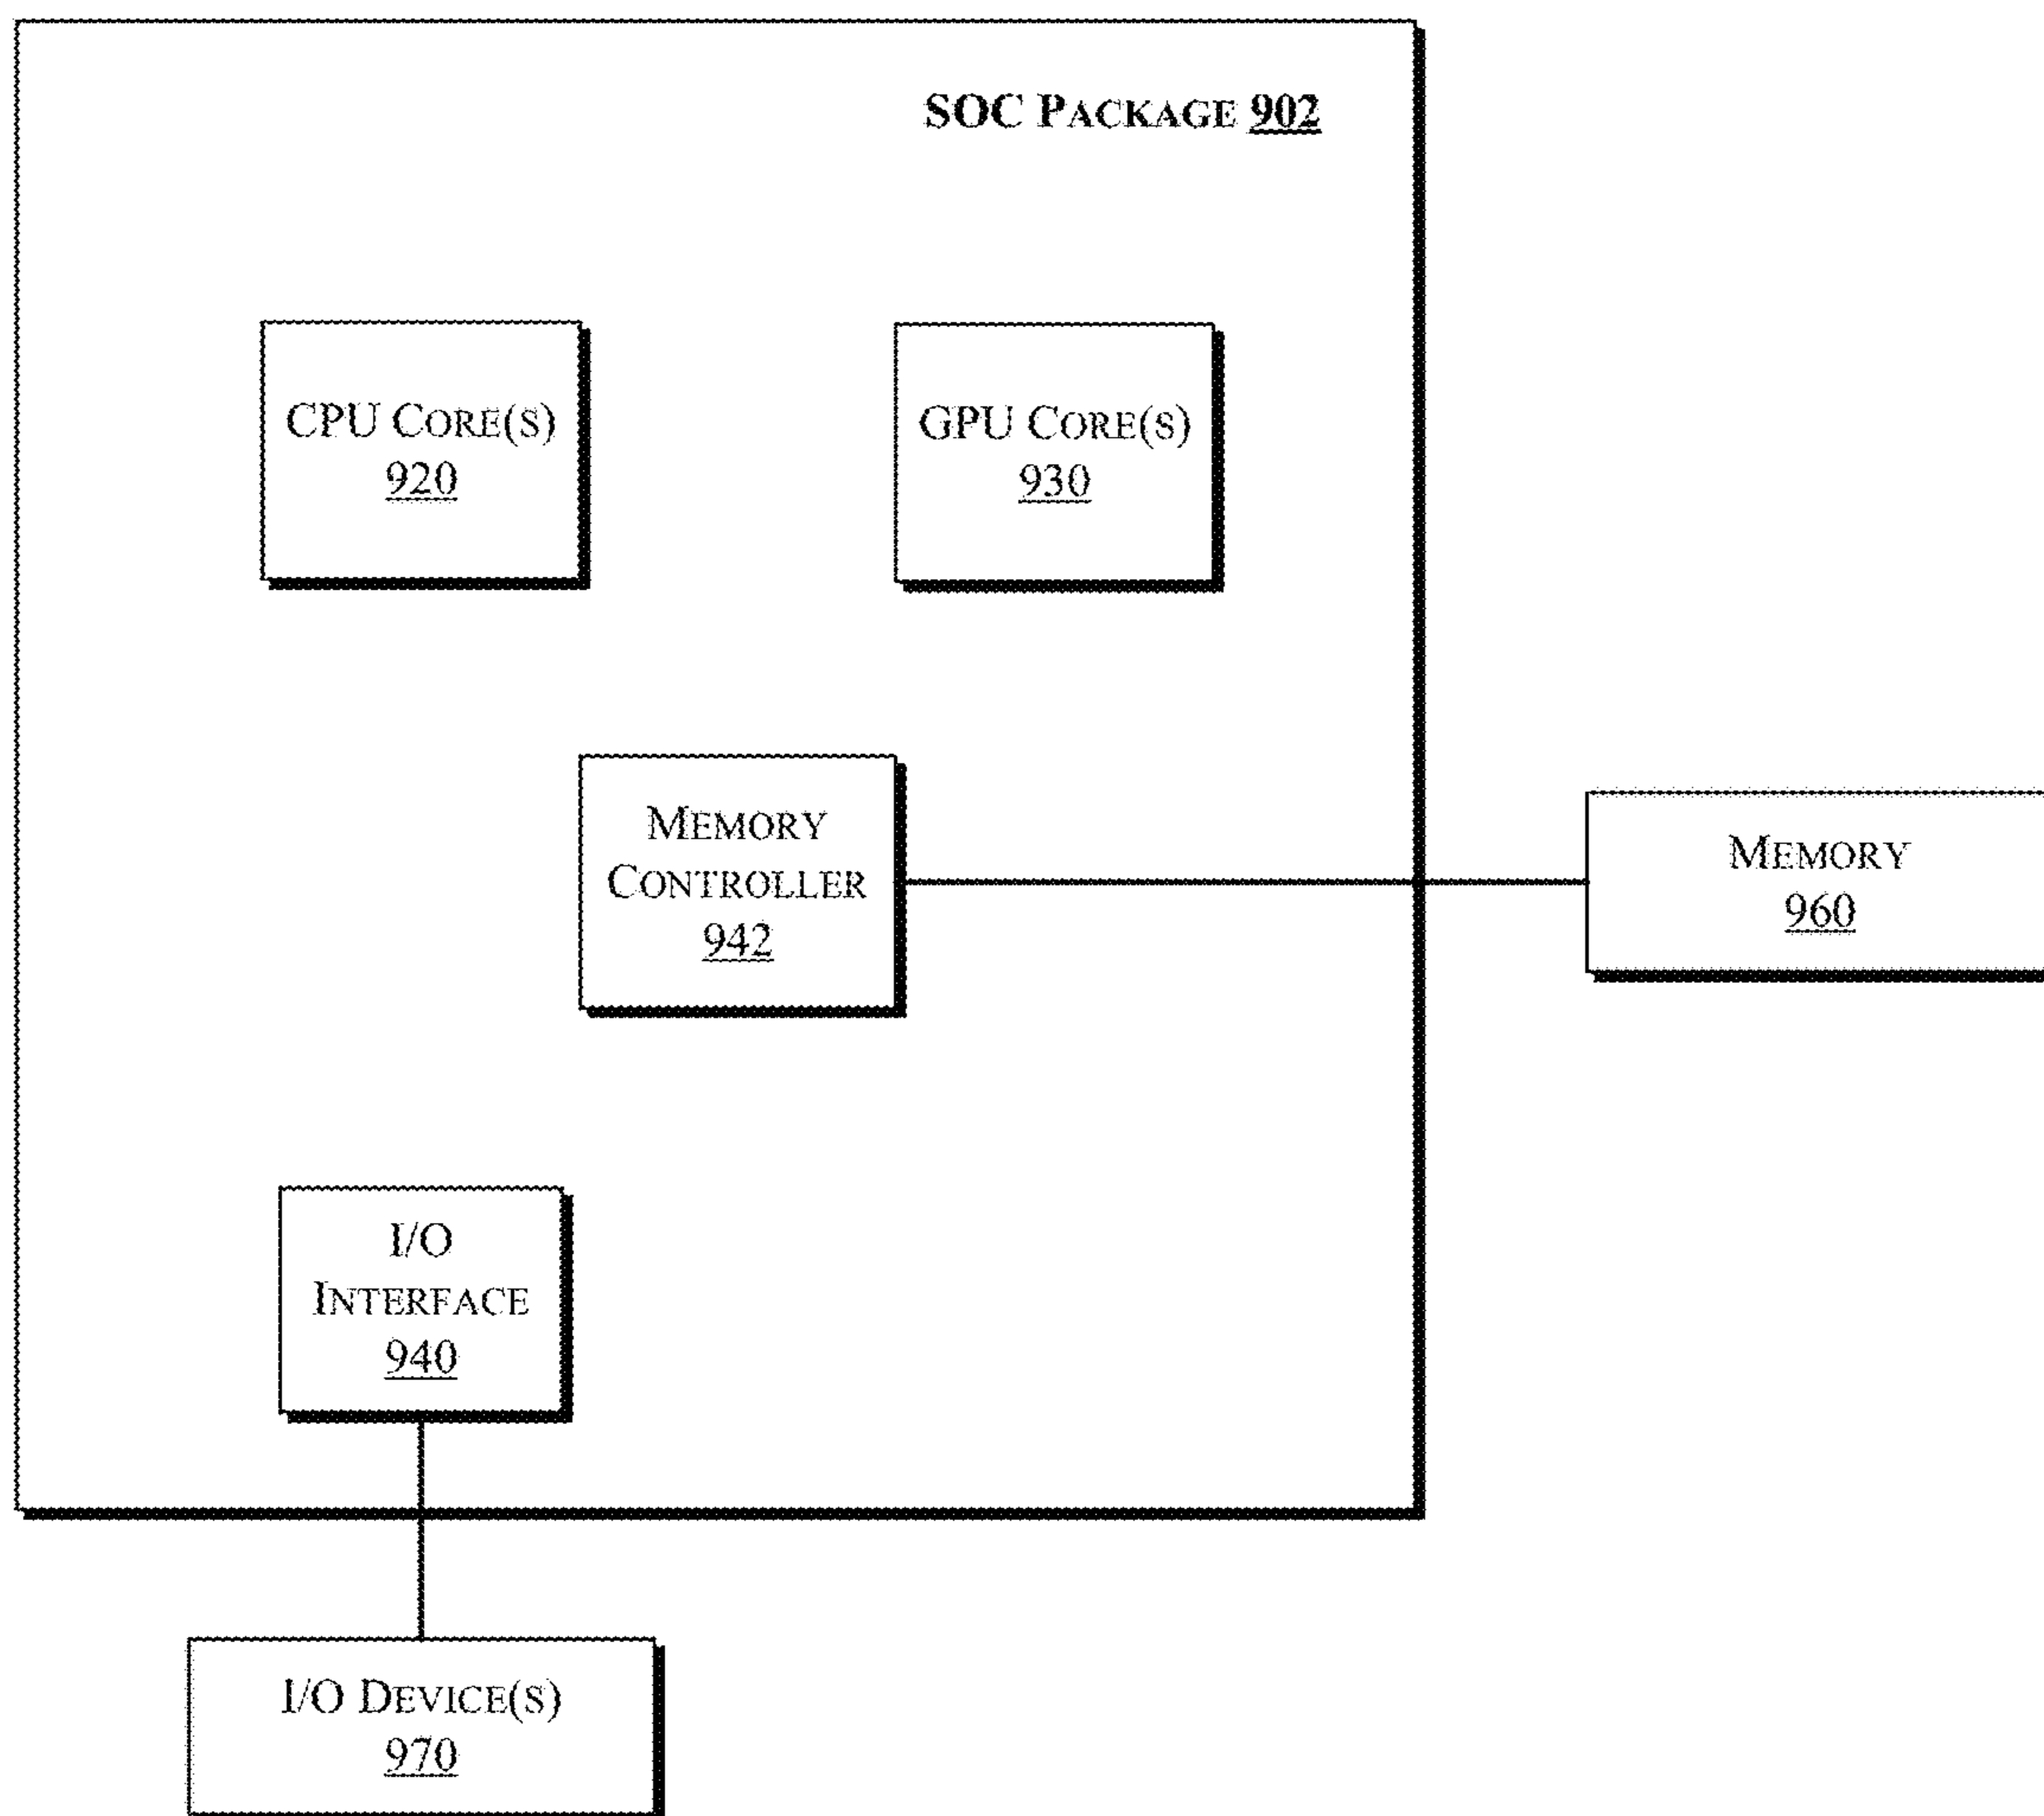 SOC PACKAGE 902
CPU CORE(S)
920
GPU CORE(S)
930
MEMORY
CONTROLLER
942
MEMORY
960
I/O
INTERFACE
940
I/O DEVICE(S)
970